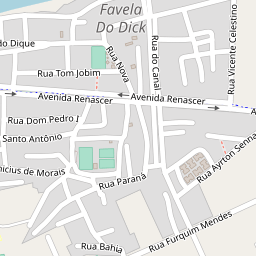 Favela
Do Dick
do Dique
Rua Nova
Rua do Canal
Rua Vicente Celestino
Rua Tom Jobim
Avenida Renascer
Avenida Renascer
A
Rua Dom Pedro I
Santo Antônio
Rua Ayrton Senna
nicius de Morais
Rua Paraná
Rua Furquim Mendes
Rua Bahia